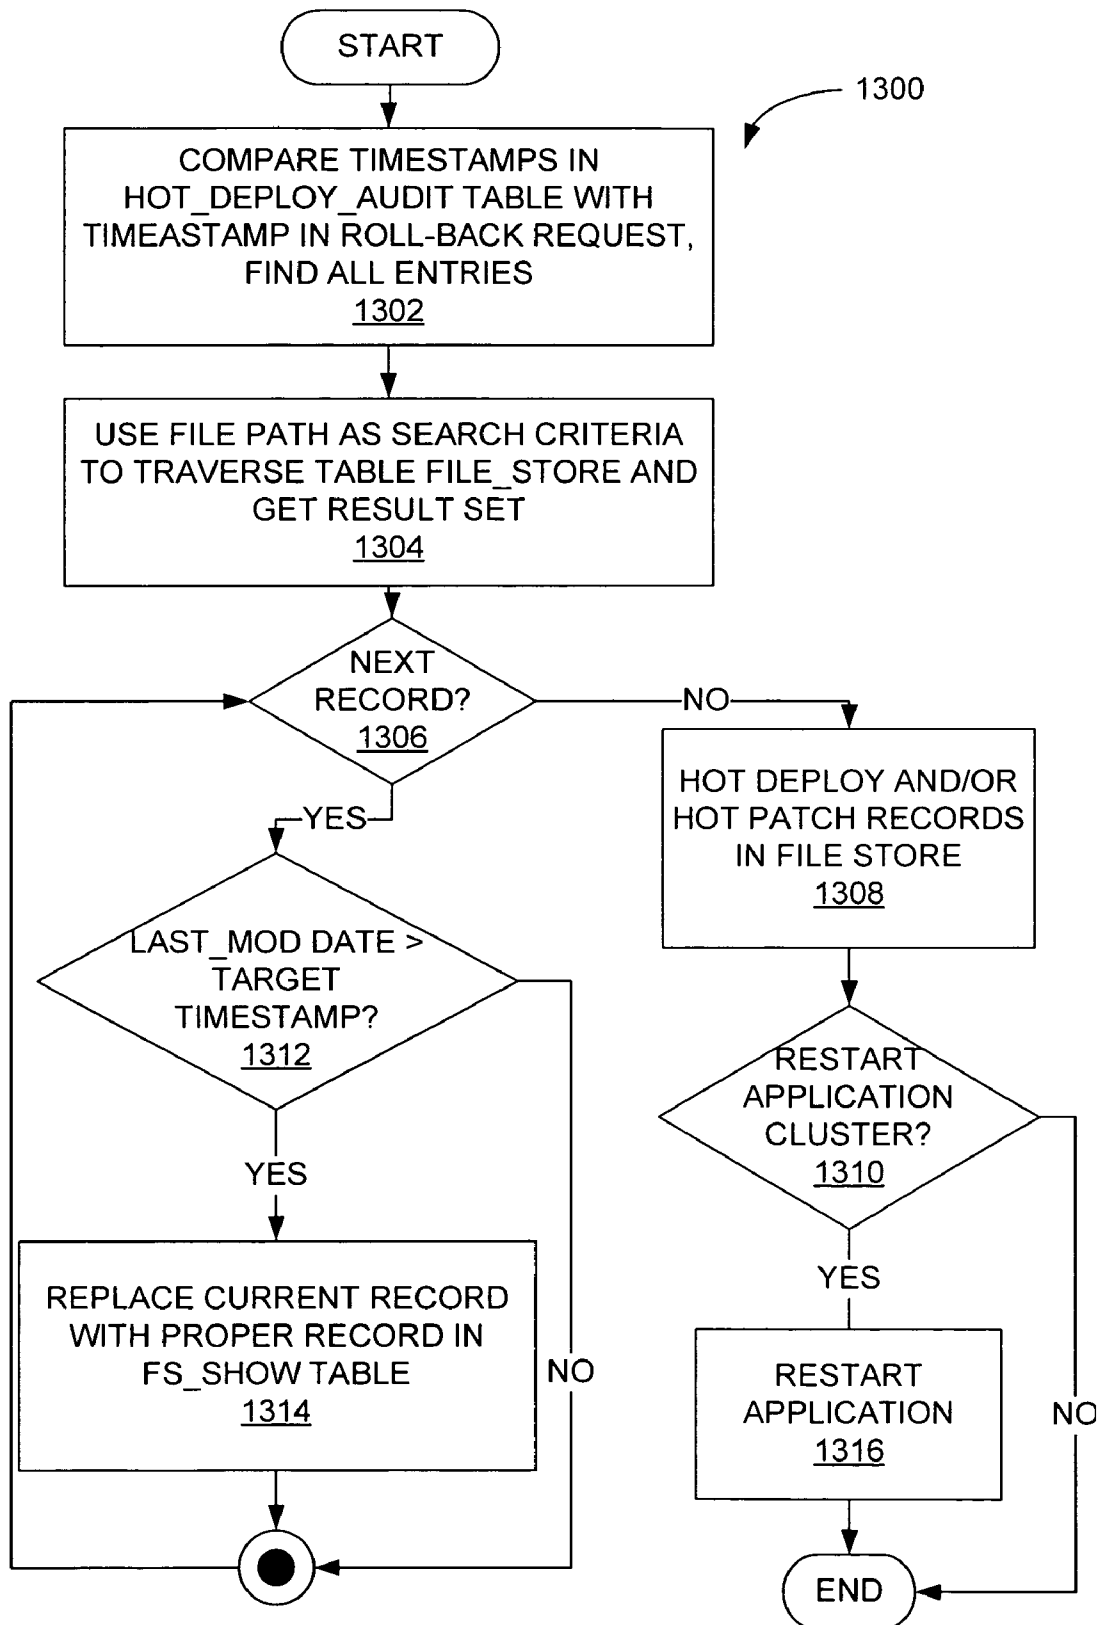 START
1300
COMPARE TIMESTAMPS IN
HOT_DEPLOY_AUDIT TABLE WITH
TIMEASTAMP IN ROLL-BACK REQUEST,
FIND ALL ENTRIES
1302
USE FILE PATH AS SEARCH CRITERIA
TO TRAVERSE TABLE FILE_STORE AND
GET RESULT SET
1304
NEXT
RECORD?
1306
NO
YES
HOT DEPLOY AND/OR
HOT PATCH RECORDS
IN FILE STORE
1308
LAST_MOD DATE >
TARGET
TIMESTAMP?
1312
RESTART
APPLICATION
CLUSTER?
1310
YES
NO
REPLACE CURRENT RECORD
WITH PROPER RECORD IN
FS_SHOW TABLE
1314
YES
NO
RESTART
APPLICATION
1316
END